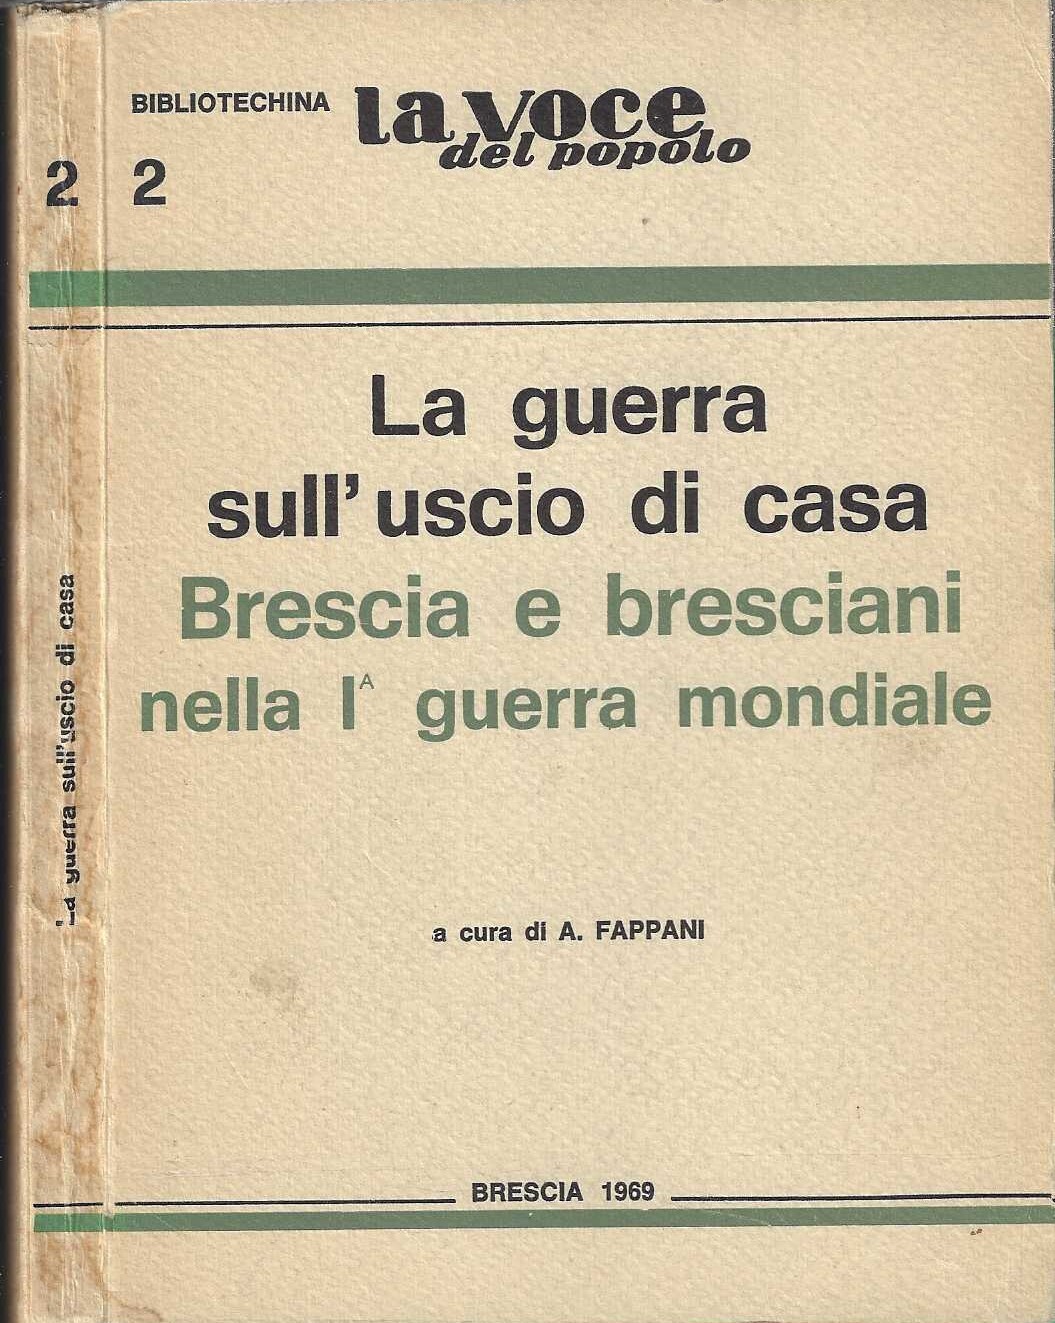 BIBLIOTECHINA
la voce
del popolo
2
2
La guerra
sull'uscio di casa
Brescia e bresciani
nella Iᴬ guerra mondiale
a cura di A. FAPPANI
BRESCIA 1969
La guerra sull'uscio di casa